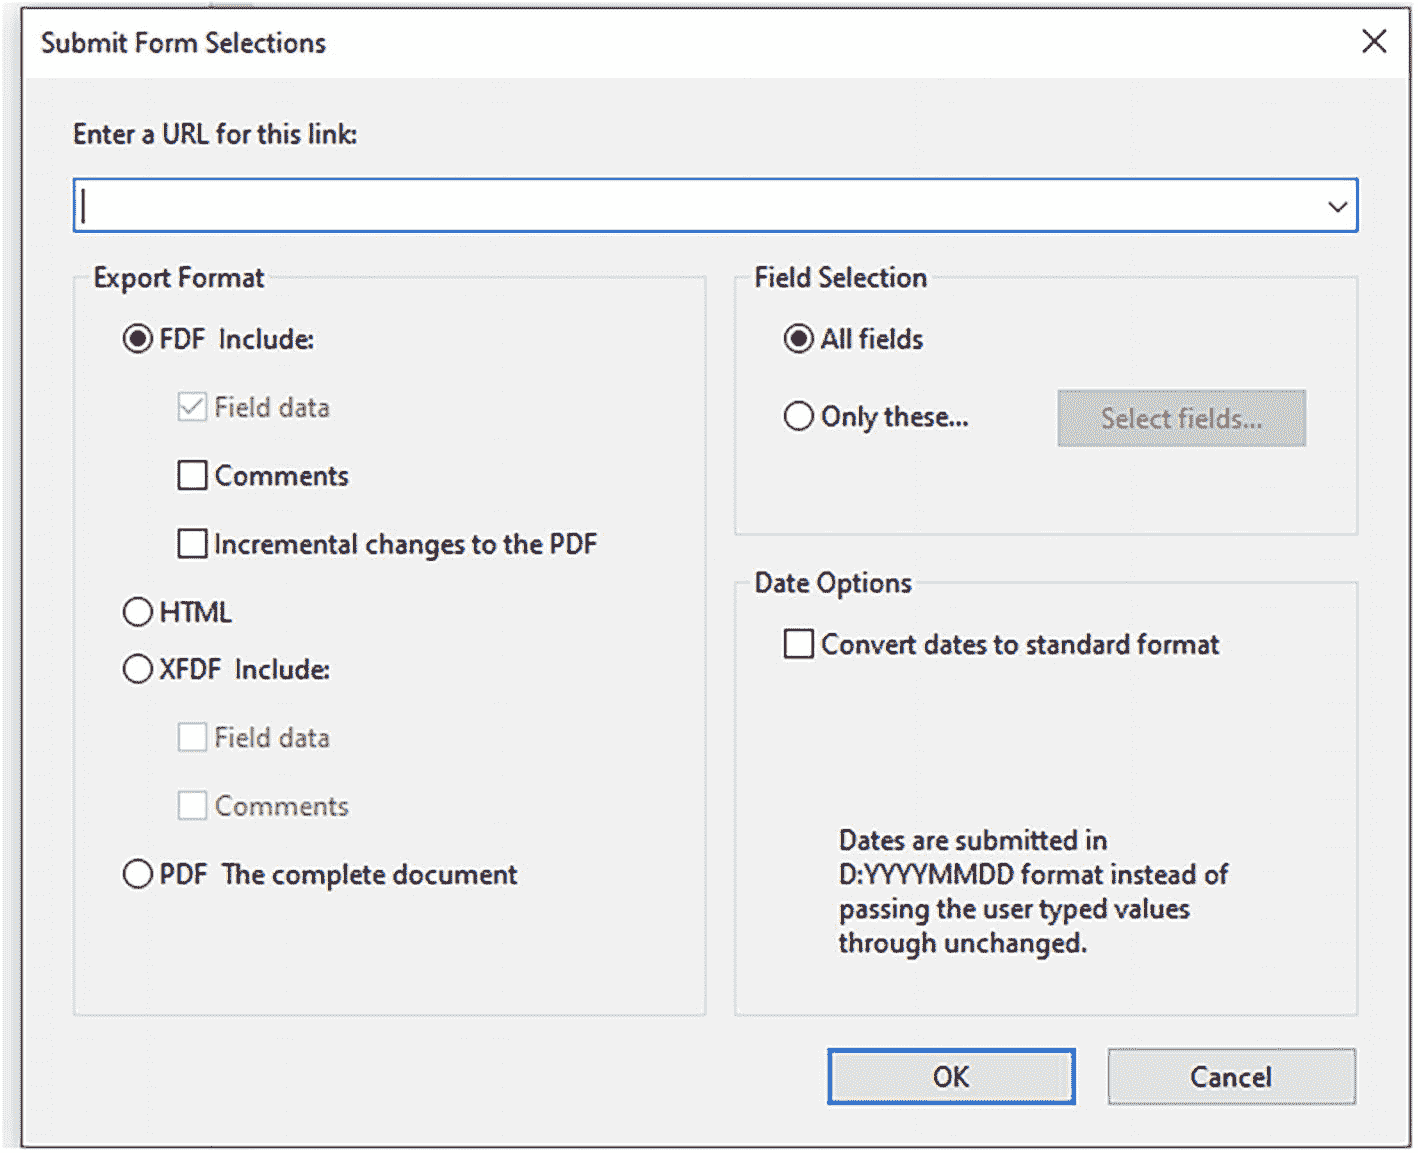 Submit Form Selections
Enter a URL for this link:
Export Format
FDF Include:
Field data
Comments
Incremental changes to the PDF
HTML
XFDF Include:
Field data
Comments
PDF The complete document
Field Selection
All fields
Only these...
Select fields...
Date Options
Convert dates to standard format
Dates are submitted in
D:YYYYMMDD format instead of
passing the user typed values
through unchanged.
OK
Cancel